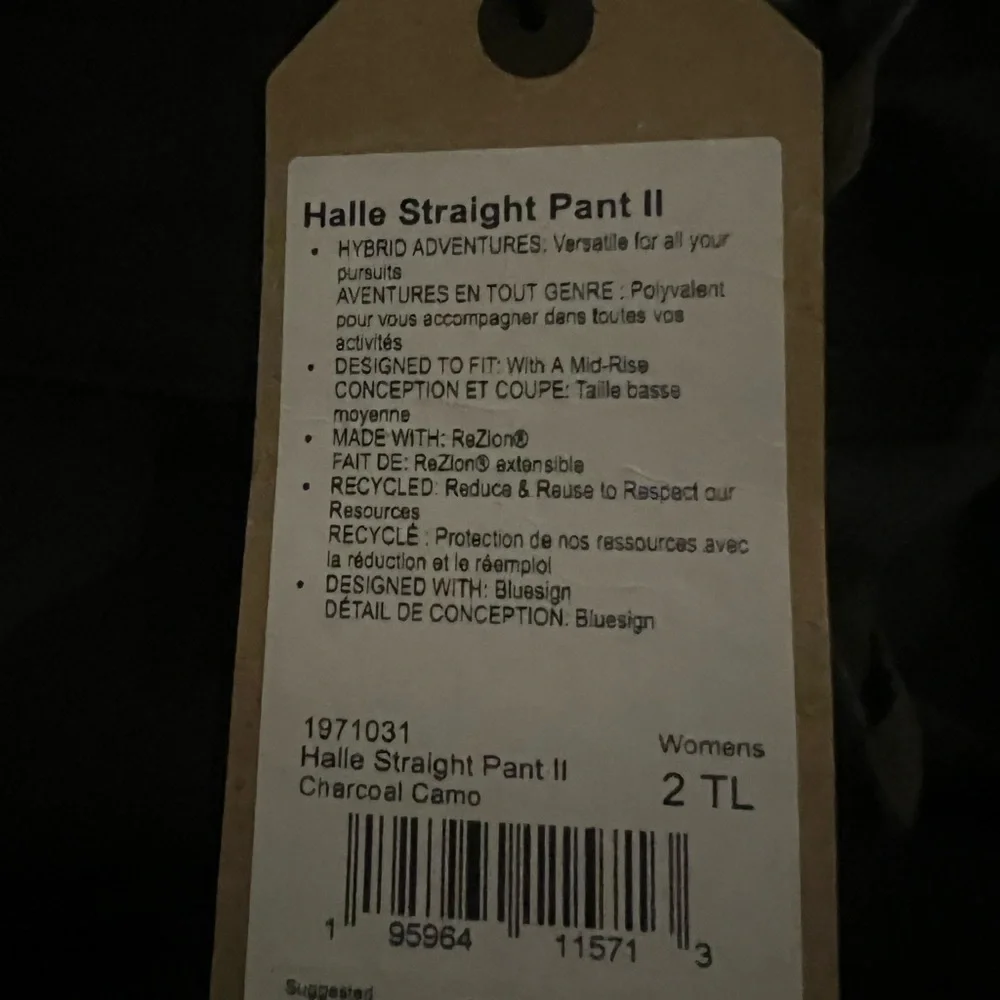 Halle Straight Pant II
• HYBRID ADVENTURES: Versatile for all your
pursuits
AVENTURES EN TOUT GENRE : Polyvalent
pour vous accompagner dans toutes vos
activités
• DESIGNED TO FIT: With A Mid-Rise
CONCEPTION ET COUPE: Taille basse
moyenne
• MADE WITH: ReZion®
FAIT DE: ReZion® extensible
• RECYCLED: Reduce & Reuse to Respect our
Resources
RECYCLÉ : Protection de nos ressources avec
la réduction et le réemploi
• DESIGNED WITH: Bluesign
DÉTAIL DE CONCEPTION: Bluesign
1971031
Halle Straight Pant II
Charcoal Camo
Womens
2 TL
1 95964 11571 3
Suggested